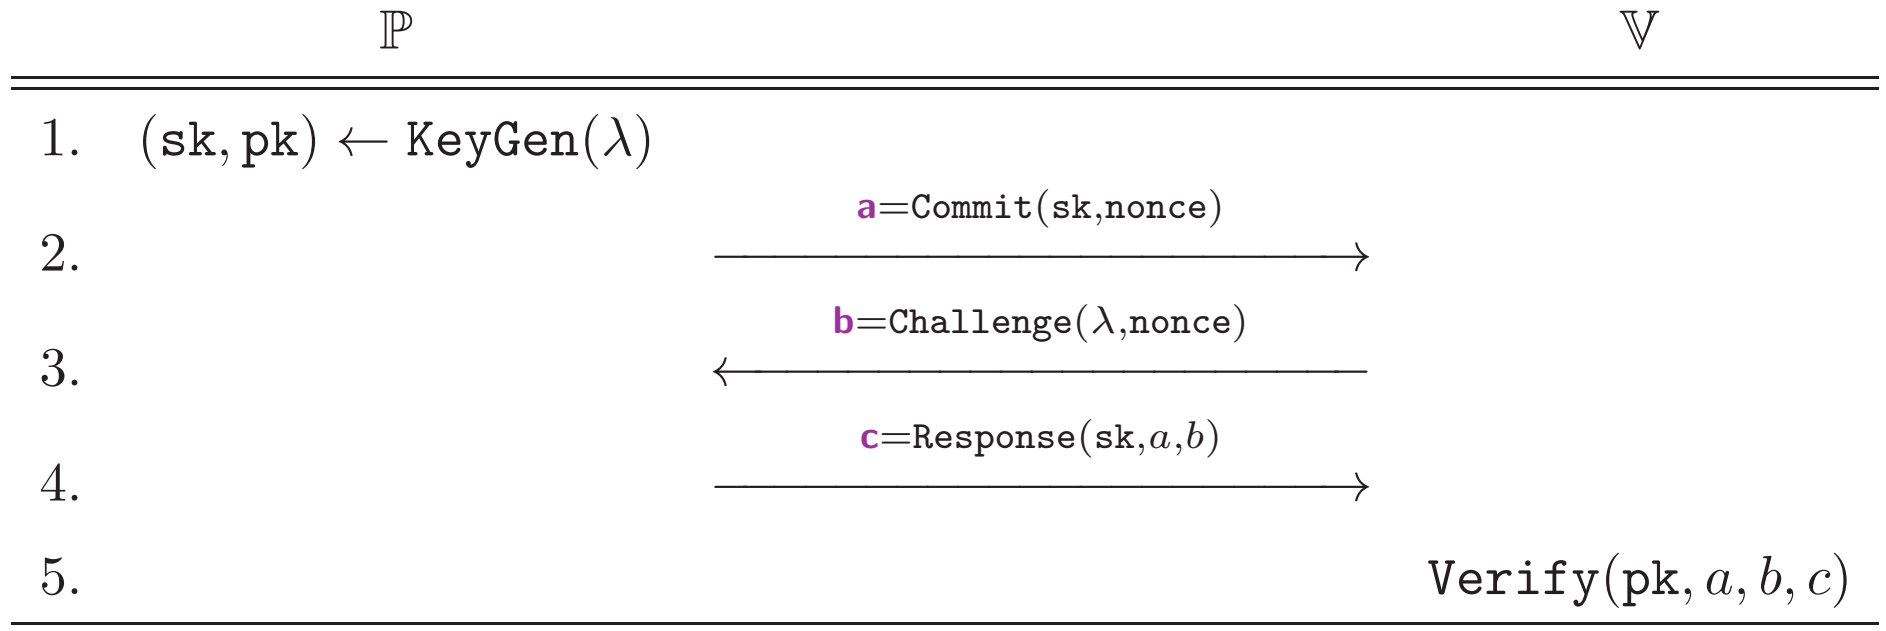 ℙ 𝕍
1. (sk, pk) ← KeyGen(λ)
a=Commit(sk,nonce)
2.
b=Challenge(λ,nonce)
3.
c=Response(sk,a,b)
4.
5. Verify(pk, a, b, c)